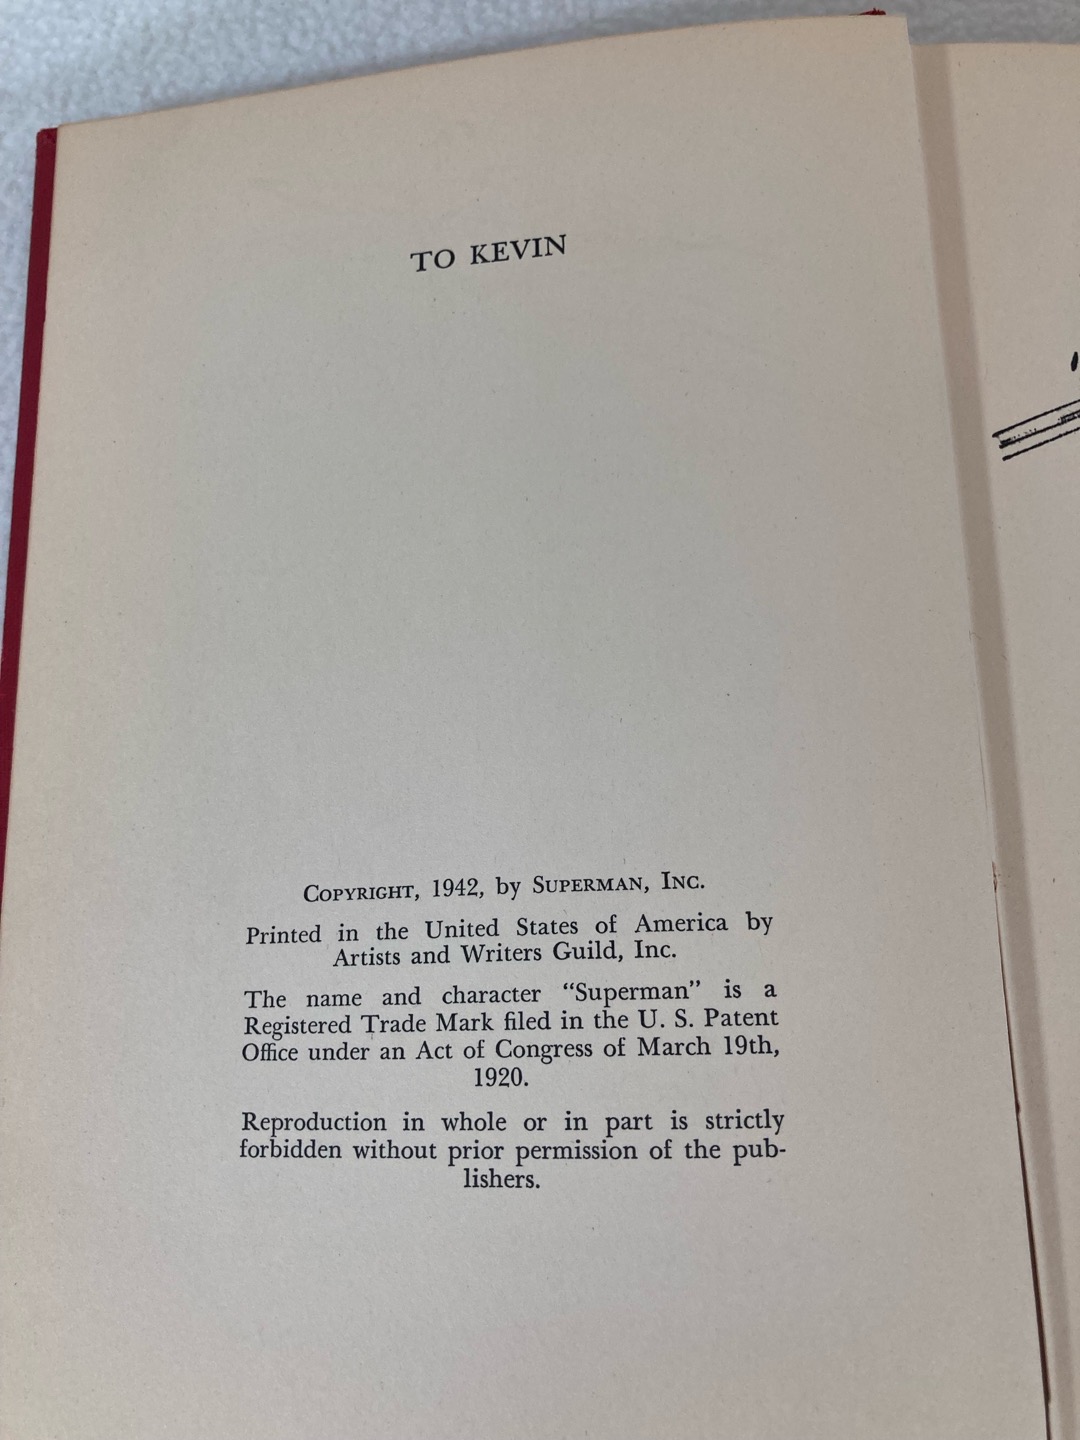 TO KEVIN
COPYRIGHT, 1942, by SUPERMAN, INC.
Printed in the United States of America by
Artists and Writers Guild, Inc.
The name and character “Superman” is a
Registered Trade Mark filed in the U. S. Patent
Office under an Act of Congress of March 19th,
1920.
Reproduction in whole or in part is strictly
forbidden without prior permission of the pub-
lishers.